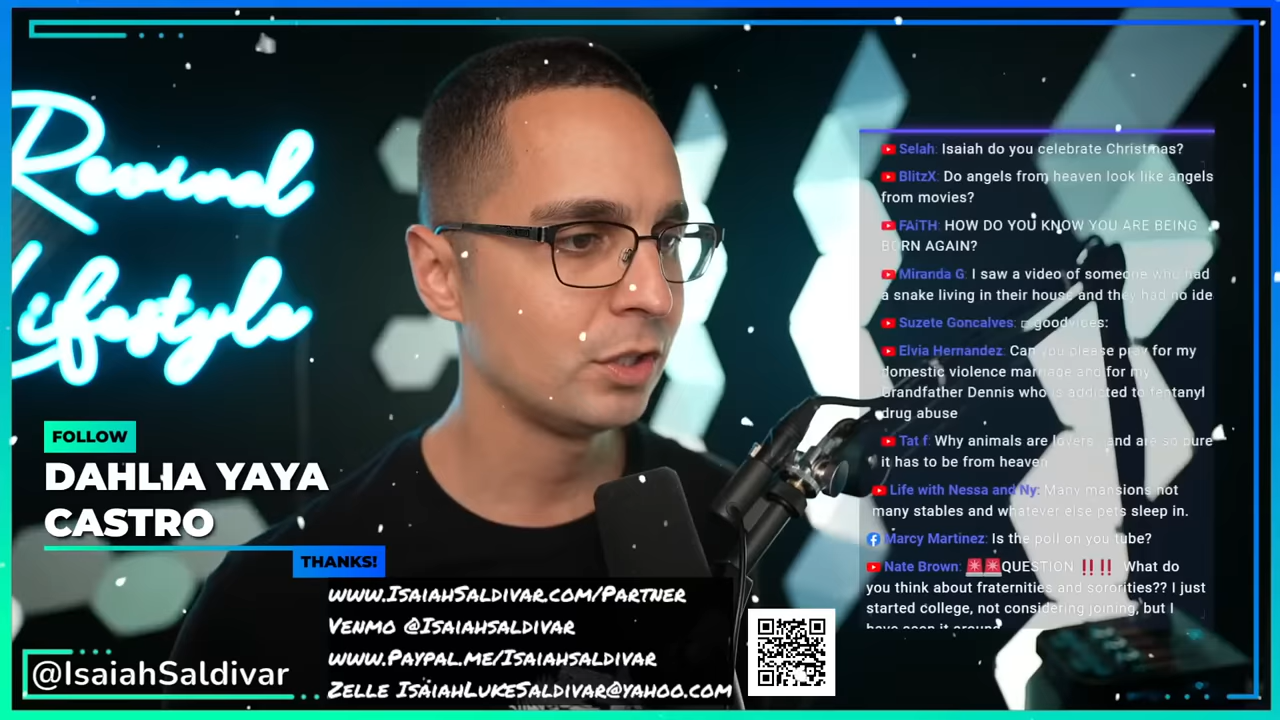 Revival
Lifestyle
FOLLOW
DAHLIA YAYA
CASTRO
THANKS!
www.IsaiahSaldivar.com/Partner
Venmo @Isaiahsaldivar
www.Paypal.me/Isaiahsaldivar
Zelle IsaiahLukeSaldivar@yahoo.com
@IsaiahSaldivar
Selah: Isaiah do you celebrate Christmas?
BlitzX: Do angels from heaven look like angels
from movies?
FAiTH: HOW DO YOU KNOW YOU ARE BEING
BORN AGAIN?
Miranda G: I saw a video of someone who had
a snake living in their house and they had no ide
Suzete Goncalves: :goodvibes:
Elvia Hernandez: Can you please pray for my
domestic violence marriage and for my
Grandfather Dennis who is addicted to fentanyl
drug abuse
Tat f: Why animals are lovers , and are so pure
it has to be from heaven
Life with Nessa and Ny: Many mansions not
many stables and whatever else pets sleep in.
Marcy Martinez: Is the poll on you tube?
Nate Brown: 🚨🚨QUESTION ‼️‼️ What do
you think about fraternities and sororities?? I just
started college, not considering joining, but I
have seen it around